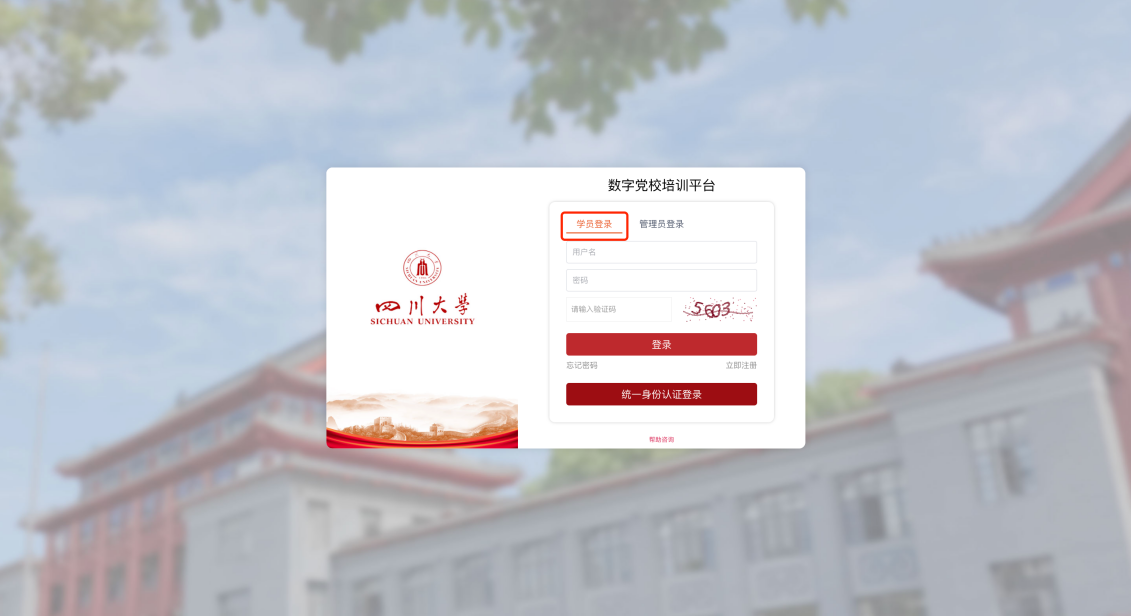 数字党校培训平台
学员登录 管理员登录
用户名
密码
请输入验证码 5603
登录
忘记密码 立即注册
统一身份认证登录
帮助咨询
四川大學
SICHUAN UNIVERSITY